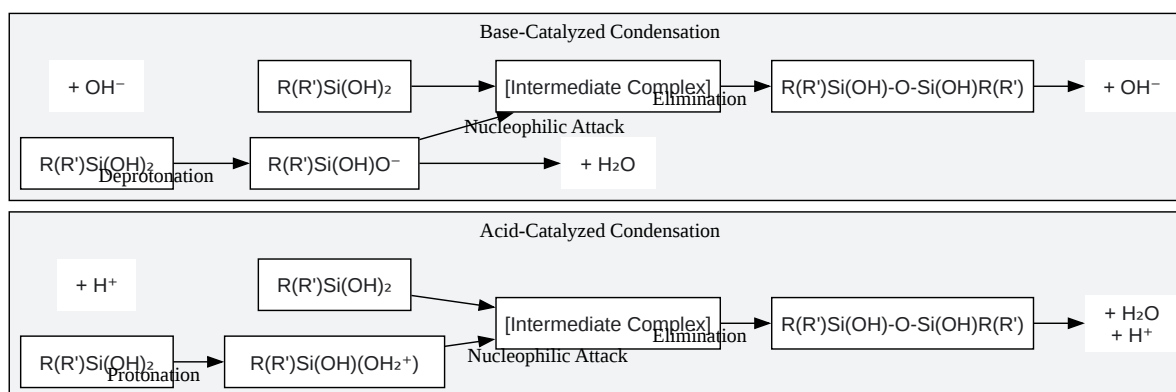 Base-Catalyzed Condensation
+ OH⁻
R(R')Si(OH)₂
[Intermediate Complex]
Elimination
R(R')Si(OH)-O-Si(OH)R(R')
+ OH⁻
Nucleophilic Attack
R(R')Si(OH)₂
Deprotonation
R(R')Si(OH)O⁻
+ H₂O
Acid-Catalyzed Condensation
+ H⁺
R(R')Si(OH)₂
[Intermediate Complex]
Elimination
R(R')Si(OH)-O-Si(OH)R(R')
+ H₂O
+ H⁺
R(R')Si(OH)₂
Protonation
R(R')Si(OH)(OH₂⁺)
Nucleophilic Attack